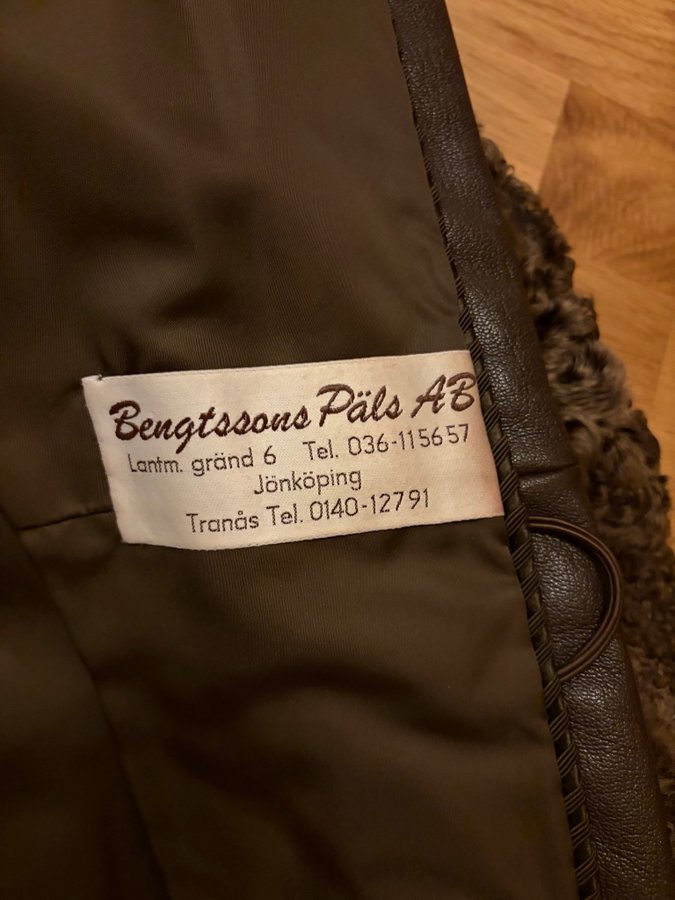 Bengtssons Päls AB
Lantm. gränd 6 Tel. 036-115657
Jönköping
Tranås Tel. 0140-12791